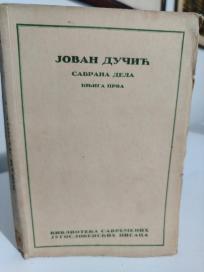 ЈОВАН ДУЧИЋ
САБРАНА ДЕЛА
КЊИГА ПРВА
БИБЛИОТЕКА САВРЕМЕНИХ
ЈУГОСЛОВЕНСКИХ ПИСАЦА